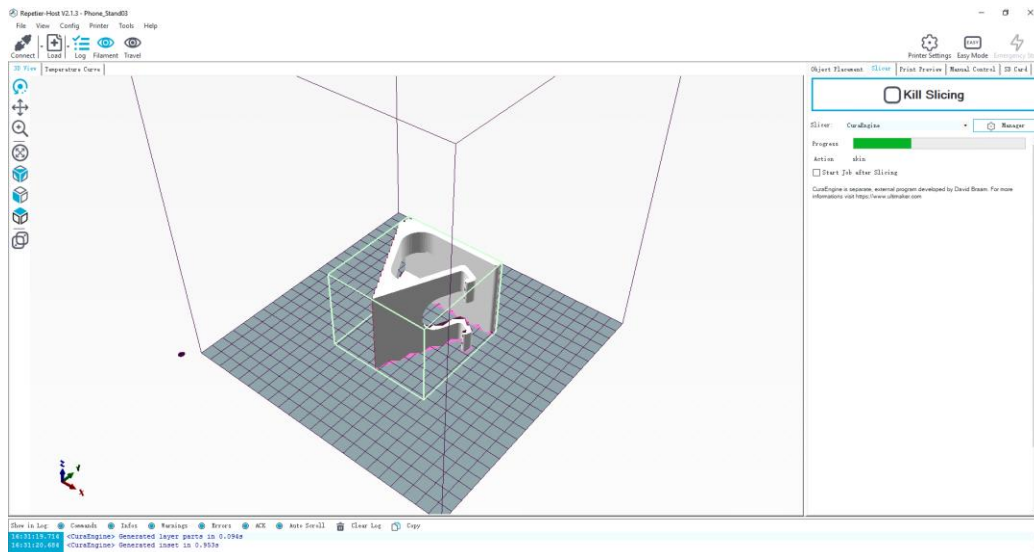 Repetier-Host V2.1.3 - Phone_Stand03
File View Config Printer Tools Help
Connect Load Log Filament Travel
Printer Settings Easy Mode Emergency St
EASY
3D View Temperature Curve
Object Placement Slicer Print Preview Manual Control SD Card
Kill Slicing
Slicer: CuraEngine Manager
Progress
Action skin
Start Job after Slicing
CuraEngine is separate, external program developed by David Braam. For more
informations visit https://www.ultimaker.com
Z
Y
X
Show in Log: Commands Infos Warnings Errors ACK Auto Scroll Clear Log Copy
16:31:19.714 <CuraEngine> Generated layer parts in 0.094s
16:31:20.684 <CuraEngine> Generated inset in 0.953s